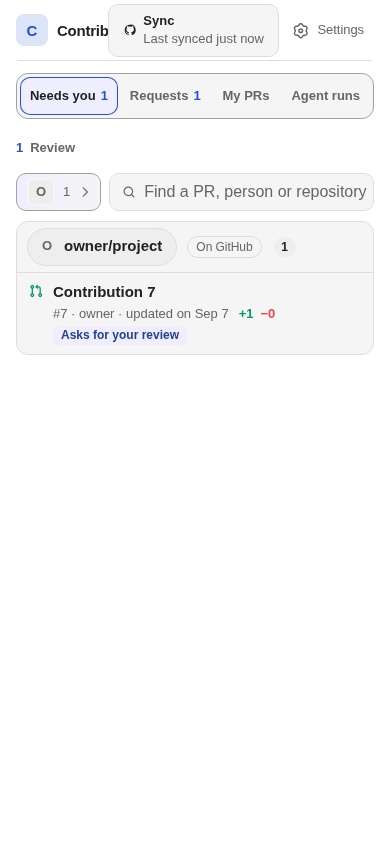 C Contrib
Sync
Last synced just now
Settings
Needs you 1 Requests 1 My PRs Agent runs
1 Review
O 1
Find a PR, person or repository
O owner/project On GitHub 1
Contribution 7
#7 · owner · updated on Sep 7 +1 −0
Asks for your review